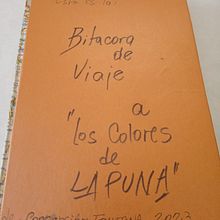 Bitacora
de
Viaje
a
"los Colores
de
LA PUNA"
2023